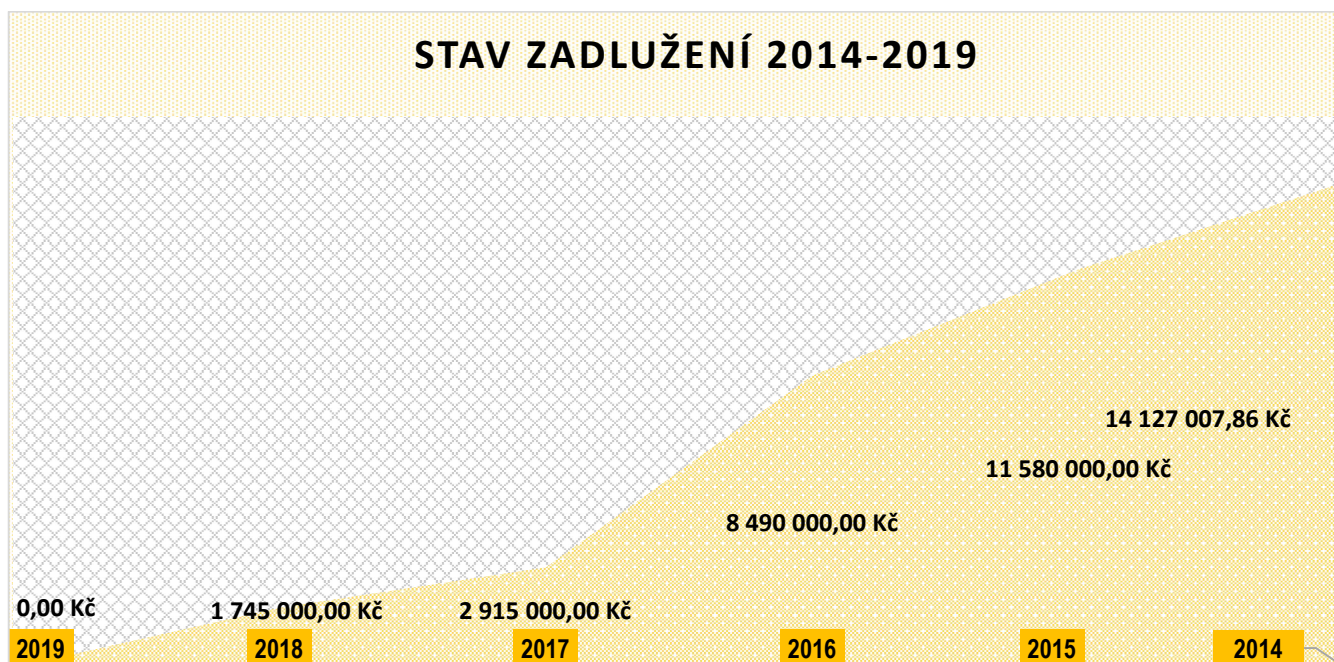 STAV ZADLUŽENÍ 2014-2019
14 127 007,86 Kč
11 580 000,00 Kč
8 490 000,00 Kč
0,00 Kč
1 745 000,00 Kč
2 915 000,00 Kč
2019
2018
2017
2016
2015
2014